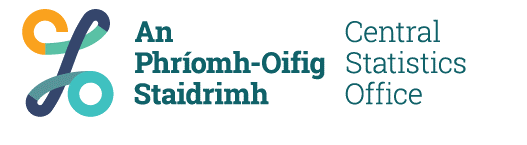 An
Phríomh-Oifig
Staidrimh
Central
Statistics
Office